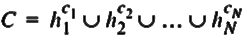 C = h_1^{c_1} ∪ h_2^{c_2} ∪ ... ∪ h_N^{c_N}